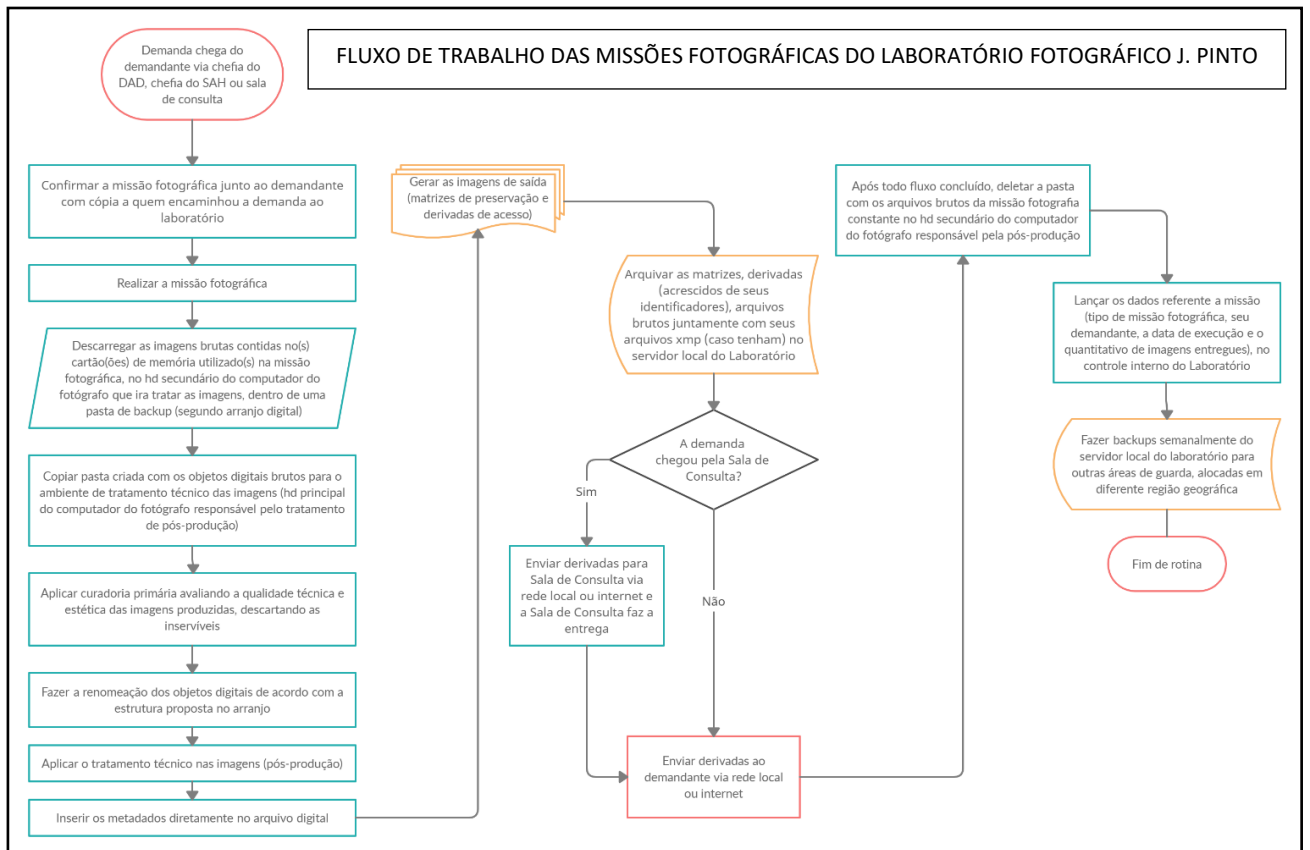 FLUXO DE TRABALHO DAS MISSÕES FOTOGRÁFICAS DO LABORATÓRIO FOTOGRÁFICO J. PINTO
Demanda chega do
demandante via chefia do
DAD, chefia do SAH ou sala
de consulta
Confirmar a missão fotográfica junto ao demandante
com cópia a quem encaminhou a demanda ao
laboratório
Realizar a missão fotográfica
Descarregar as imagens brutas contidas no(s)
cartão(ões) de memória utilizado(s) na missão
fotográfica, no hd secundário do computador do
fotógrafo que ira tratar as imagens, dentro de uma
pasta de backup (segundo arranjo digital)
Copiar pasta criada com os objetos digitais brutos para o
ambiente de tratamento técnico das imagens (hd principal
do computador do fotógrafo responsável pelo tratamento
de pós-produção)
Aplicar curadoria primária avaliando a qualidade técnica e
estética das imagens produzidas, descartando as
inservíveis
Fazer a renomeação dos objetos digitais de acordo com a
estrutura proposta no arranjo
Aplicar o tratamento técnico nas imagens (pós-produção)
Inserir os metadados diretamente no arquivo digital
Gerar as imagens de saída
(matrizes de preservação e
derivadas de acesso)
Arquivar as matrizes, derivadas
(acrescidos de seus
identificadores), arquivos
brutos juntamente com seus
arquivos xmp (caso tenham) no
servidor local do Laboratório
A demanda
chegou pela Sala de
Consulta?
Sim
Enviar derivadas para
Sala de Consulta via
rede local ou internet e
a Sala de Consulta faz a
entrega
Não
Enviar derivadas ao
demandante via rede local
ou internet
Após todo fluxo concluído, deletar a pasta
com os arquivos brutos da missão fotografia
constante no hd secundário do computador
do fotógrafo responsável pela pós-produção
Lançar os dados referente a missão
(tipo de missão fotográfica, seu
demandante, a data de execução e o
quantitativo de imagens entregues), no
controle interno do Laboratório
Fazer backups semanalmente do
servidor local do laboratório para
outras áreas de guarda, alocadas em
diferente região geográfica
Fim de rotina